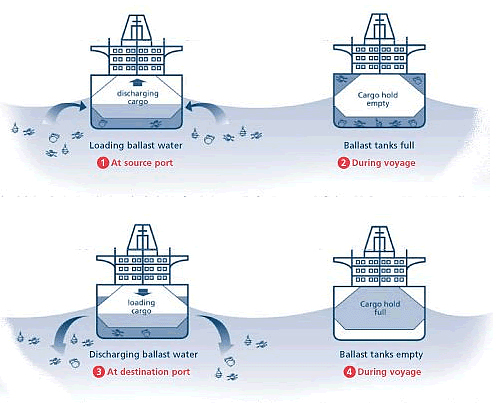 discharging
cargo
Loading ballast water
1 At source port
Cargo hold
empty
Ballast tanks full
2 During voyage
loading
cargo
Discharging ballast water
3 At destination port
Cargo hold
full
Ballast tanks empty
4 During voyage